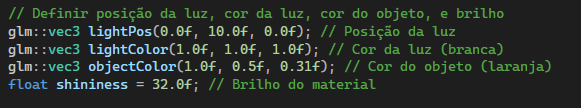 // Definir posição da luz, cor da luz, cor do objeto, e brilho
glm::vec3 lightPos(0.0f, 10.0f, 0.0f); // Posição da luz
glm::vec3 lightColor(1.0f, 1.0f, 1.0f); // Cor da luz (branca)
glm::vec3 objectColor(1.0f, 0.5f, 0.31f); // Cor do objeto (laranja)
float shininess = 32.0f; // Brilho do material